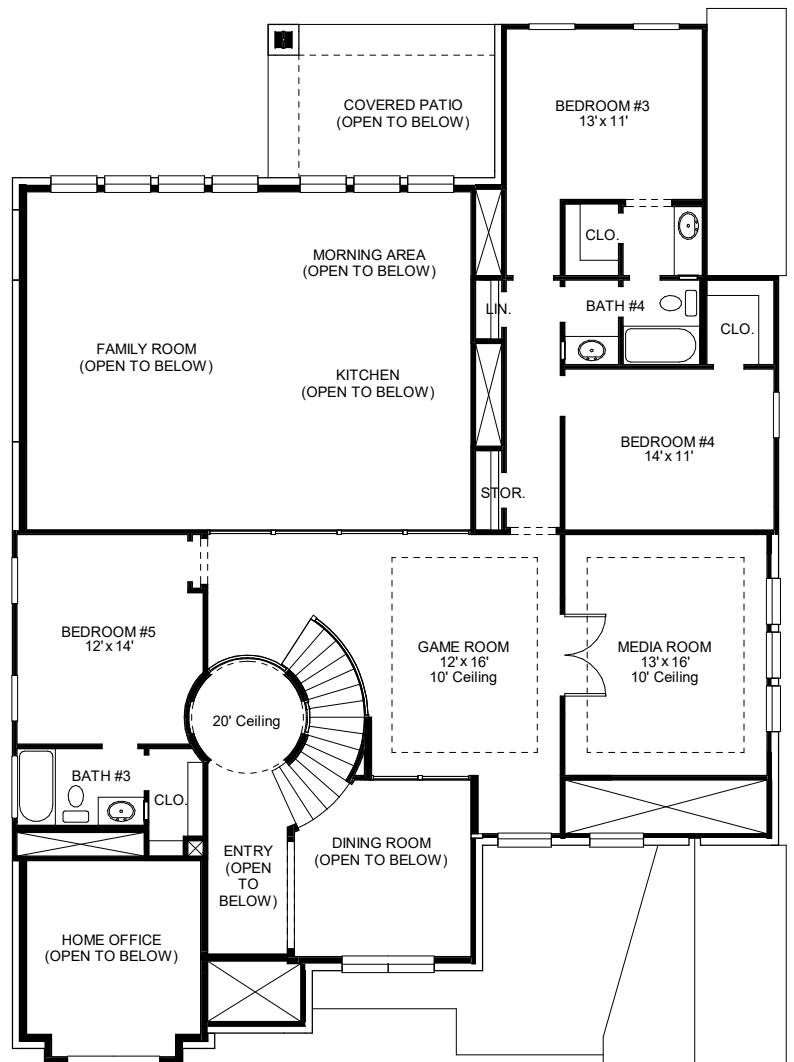 COVERED PATIO
(OPEN TO BELOW)
BEDROOM #3
13' x 11'
CLO.
MORNING AREA
(OPEN TO BELOW)
LIN.
BATH #4
CLO.
FAMILY ROOM
(OPEN TO BELOW)
KITCHEN
(OPEN TO BELOW)
BEDROOM #4
14' x 11'
STOR.
BEDROOM #5
12' x 14'
GAME ROOM
12' x 16'
10' Ceiling
MEDIA ROOM
13' x 16'
10' Ceiling
20' Ceiling
BATH #3
CLO.
ENTRY
(OPEN
TO
BELOW)
DINING ROOM
(OPEN TO BELOW)
HOME OFFICE
(OPEN TO BELOW)